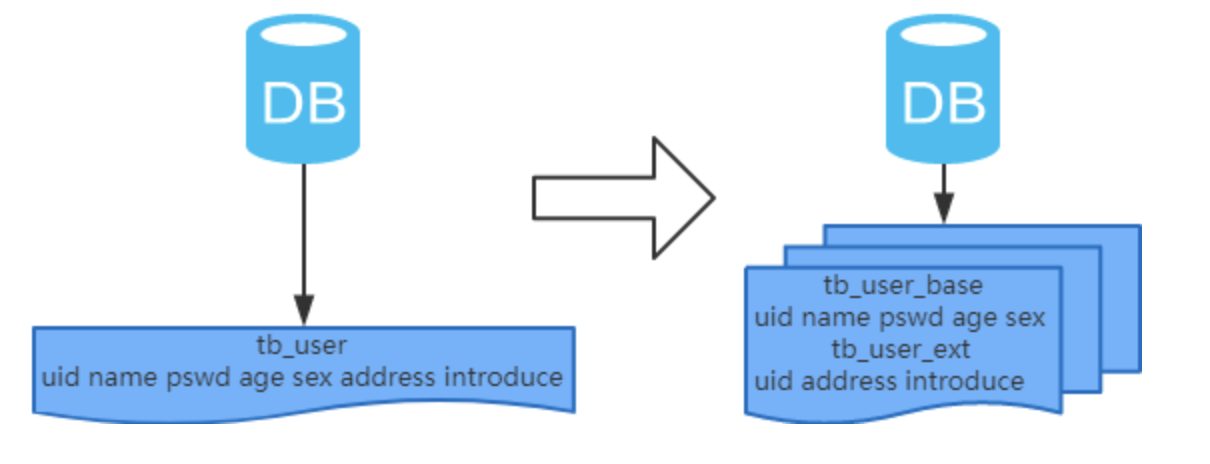 DB
tb_user
uid name pswd age sex address introduce
DB
tb_user_base
uid name pswd age sex
tb_user_ext
uid address introduce